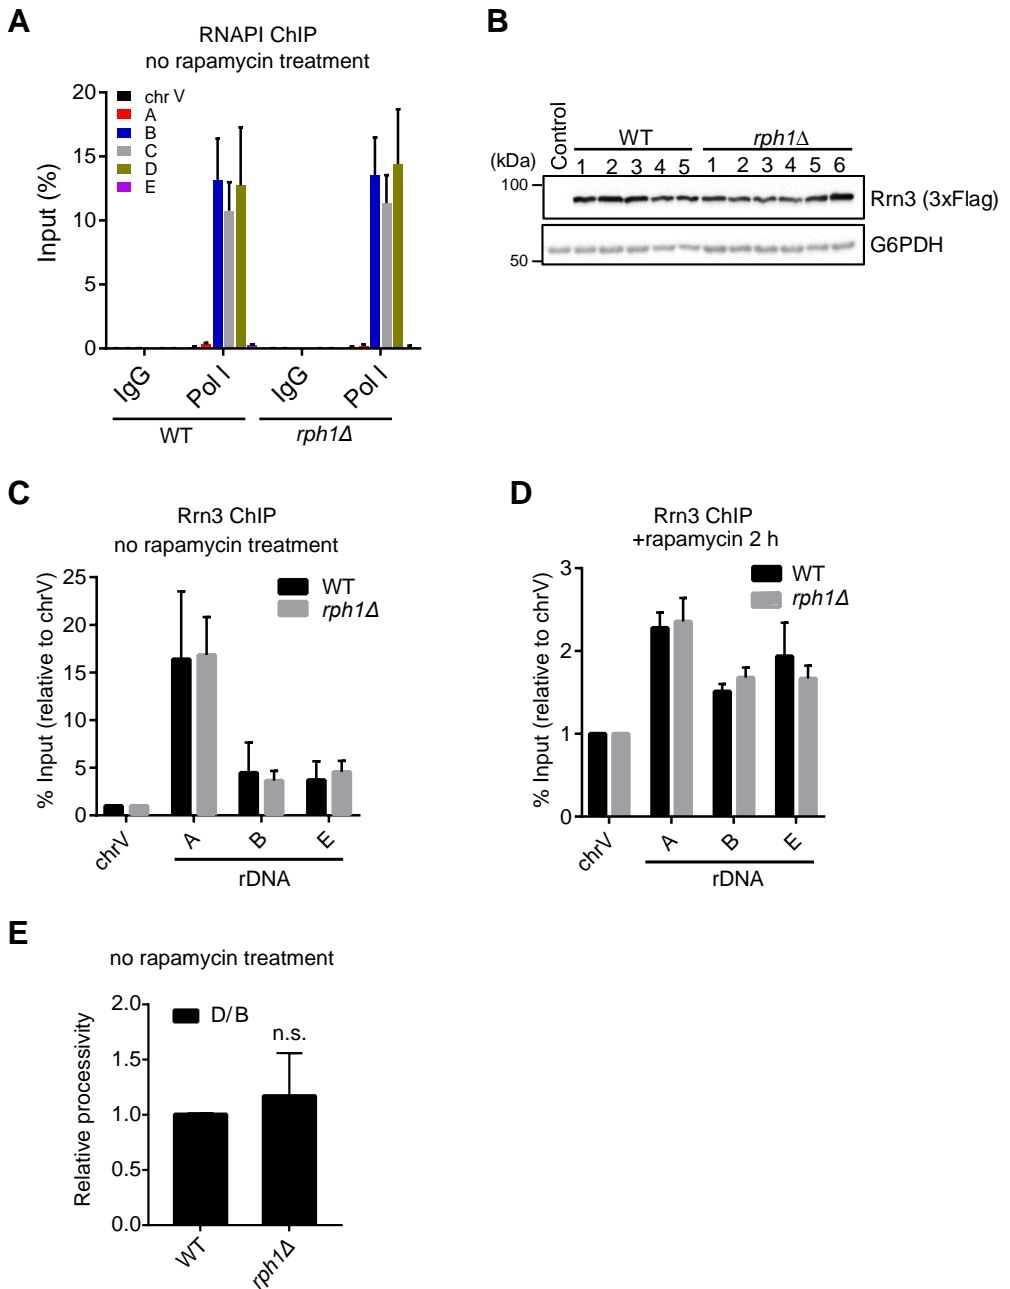 A
RNAPI ChIP
no rapamycin treatment
20
15
10
5
0
Input (%)
chr V
A
B
C
D
E
IgG
Pol I
IgG
Pol I
WT
rph1Δ
B
Control
WT
rph1Δ
(kDa)
1 2 3 4 5 1 2 3 4 5 6
100
Rrn3 (3xFlag)
G6PDH
50
C
Rrn3 ChIP
no rapamycin treatment
25
20
15
10
5
0
% Input (relative to chrV)
WT
rph1Δ
chrV
A
B
E
rDNA
D
Rrn3 ChIP
+rapamycin 2 h
3
2
1
0
% Input (relative to chrV)
WT
rph1Δ
chrV
A
B
E
rDNA
E
no rapamycin treatment
2.0
1.5
1.0
0.5
0.0
Relative processivity
D/B
n.s.
WT
rph1Δ